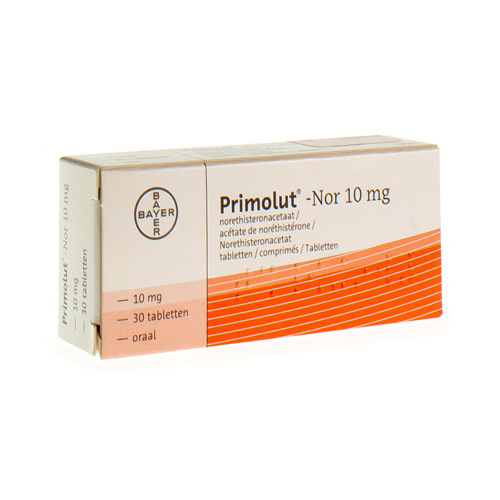 Primolut® -Nor 10 mg
norethisteronacetaat /
acétate de noréthistérone /
Norethisteronacetat
tabletten / comprimés / Tabletten
BAYER
BAYER
10 mg
30 tabletten
oraal
Primolut® -Nor 10 mg
10 mg
30 tabletten